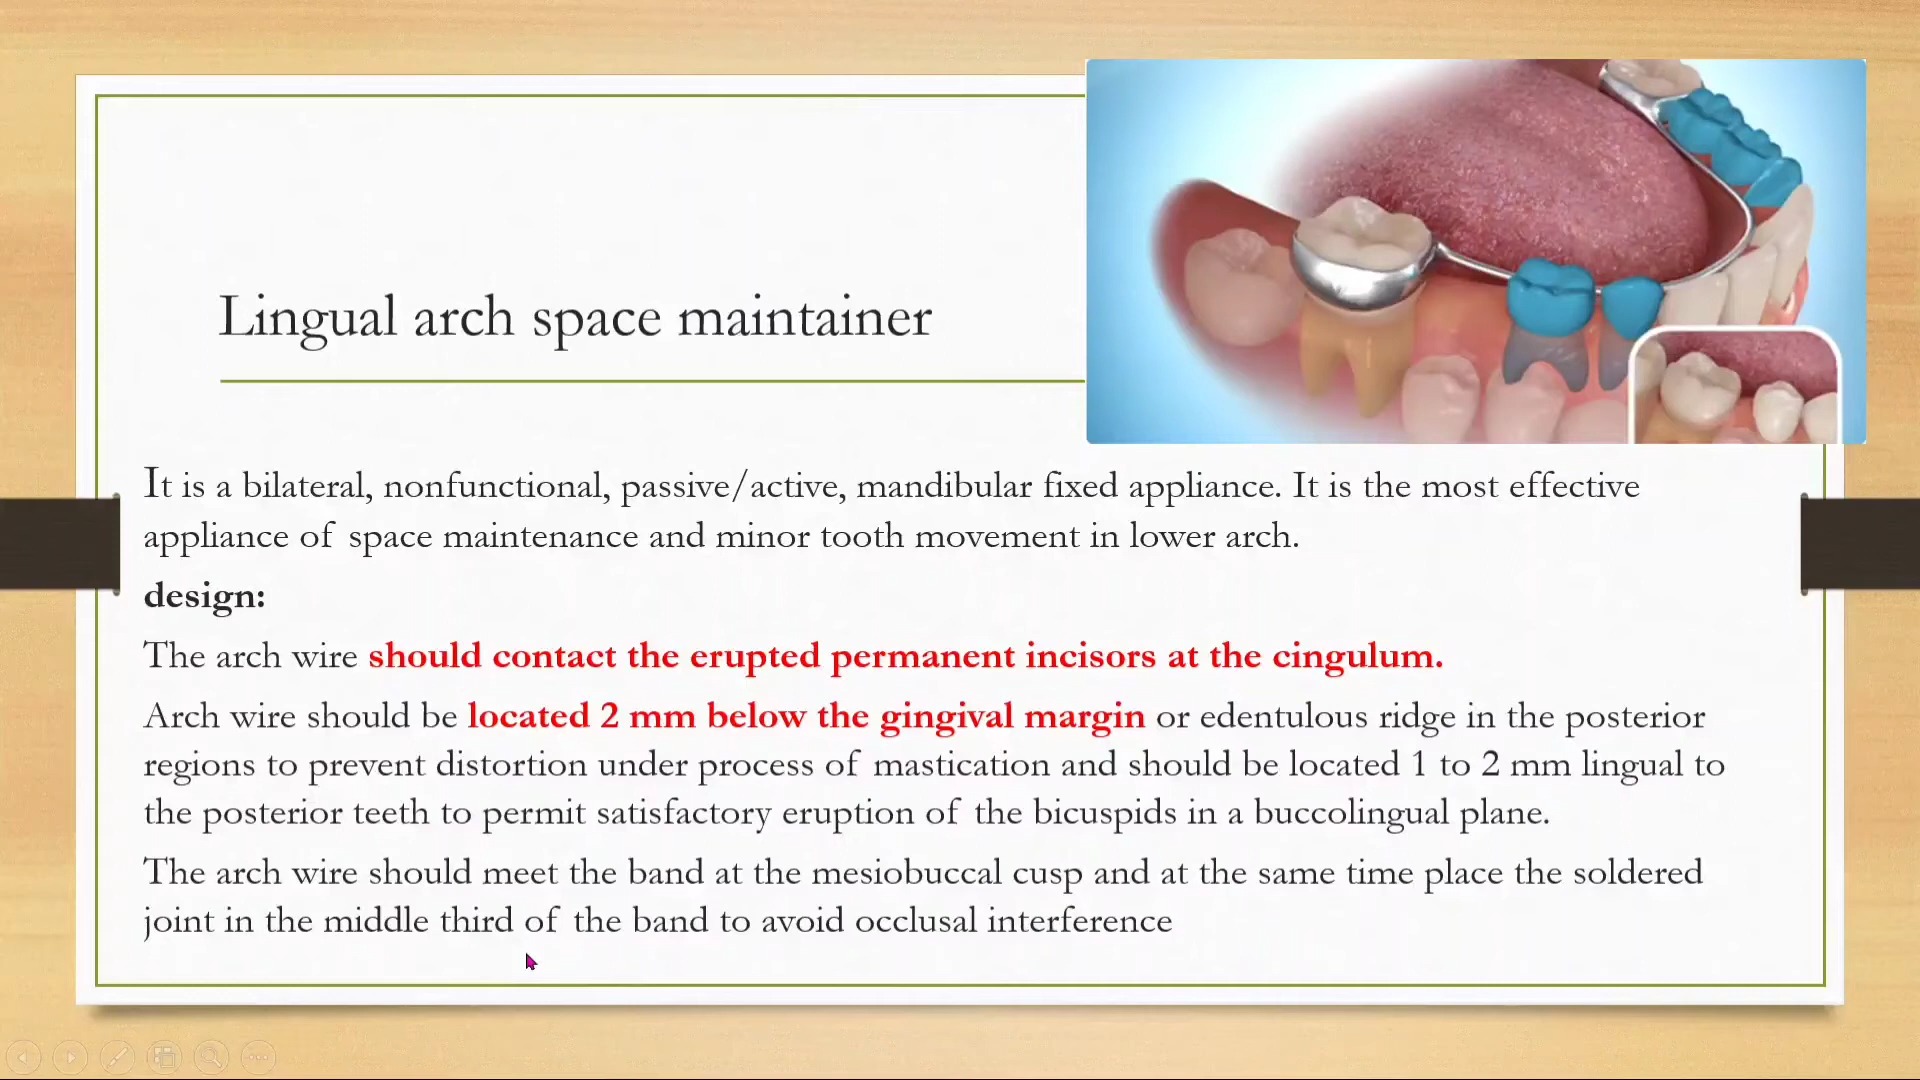 Lingual arch space maintainer
It is a bilateral, nonfunctional, passive/active, mandibular fixed appliance. It is the most effective
appliance of space maintenance and minor tooth movement in lower arch.
design:
The arch wire should contact the erupted permanent incisors at the cingulum.
Arch wire should be located 2 mm below the gingival margin or edentulous ridge in the posterior
regions to prevent distortion under process of mastication and should be located 1 to 2 mm lingual to
the posterior teeth to permit satisfactory eruption of the bicuspids in a buccolingual plane.
The arch wire should meet the band at the mesiobuccal cusp and at the same time place the soldered
joint in the middle third of the band to avoid occlusal interference